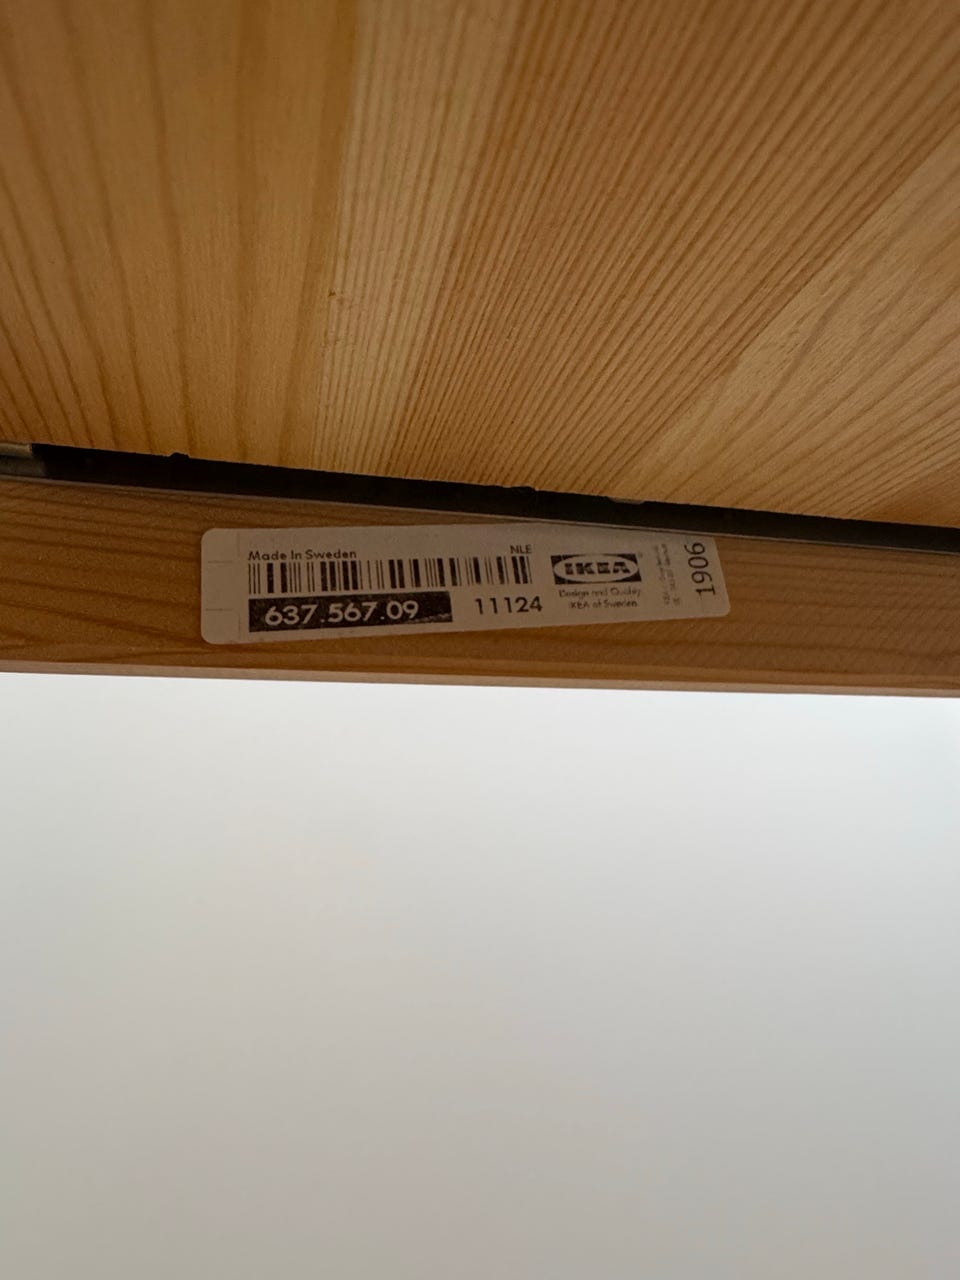 Made In Sweden
NLE
637.567.09
11124
IKEA
Design and Quality
IKEA of Sweden
1906